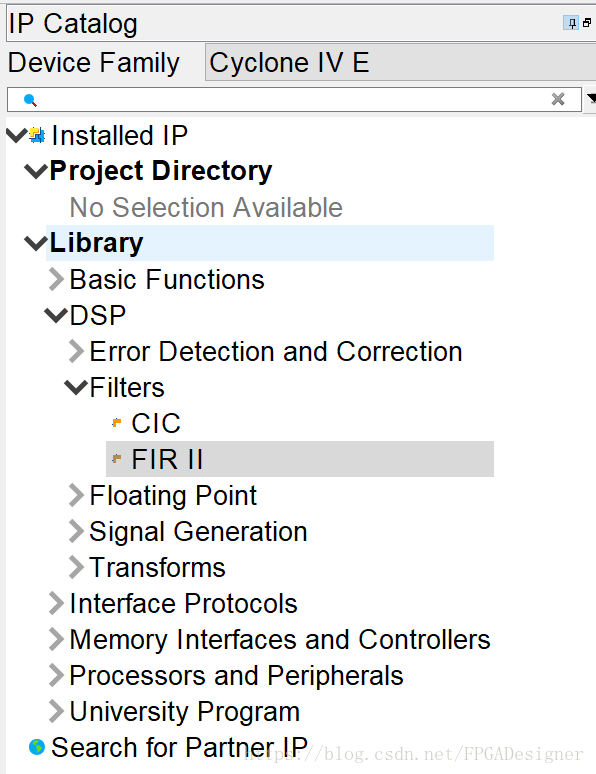 IP Catalog
Device Family Cyclone IV E
Installed IP
Project Directory
No Selection Available
Library
Basic Functions
DSP
Error Detection and Correction
Filters
CIC
FIR II
Floating Point
Signal Generation
Transforms
Interface Protocols
Memory Interfaces and Controllers
Processors and Peripherals
University Program
Search for Partner IP
https://blog.csdn.net/FPGADesigner